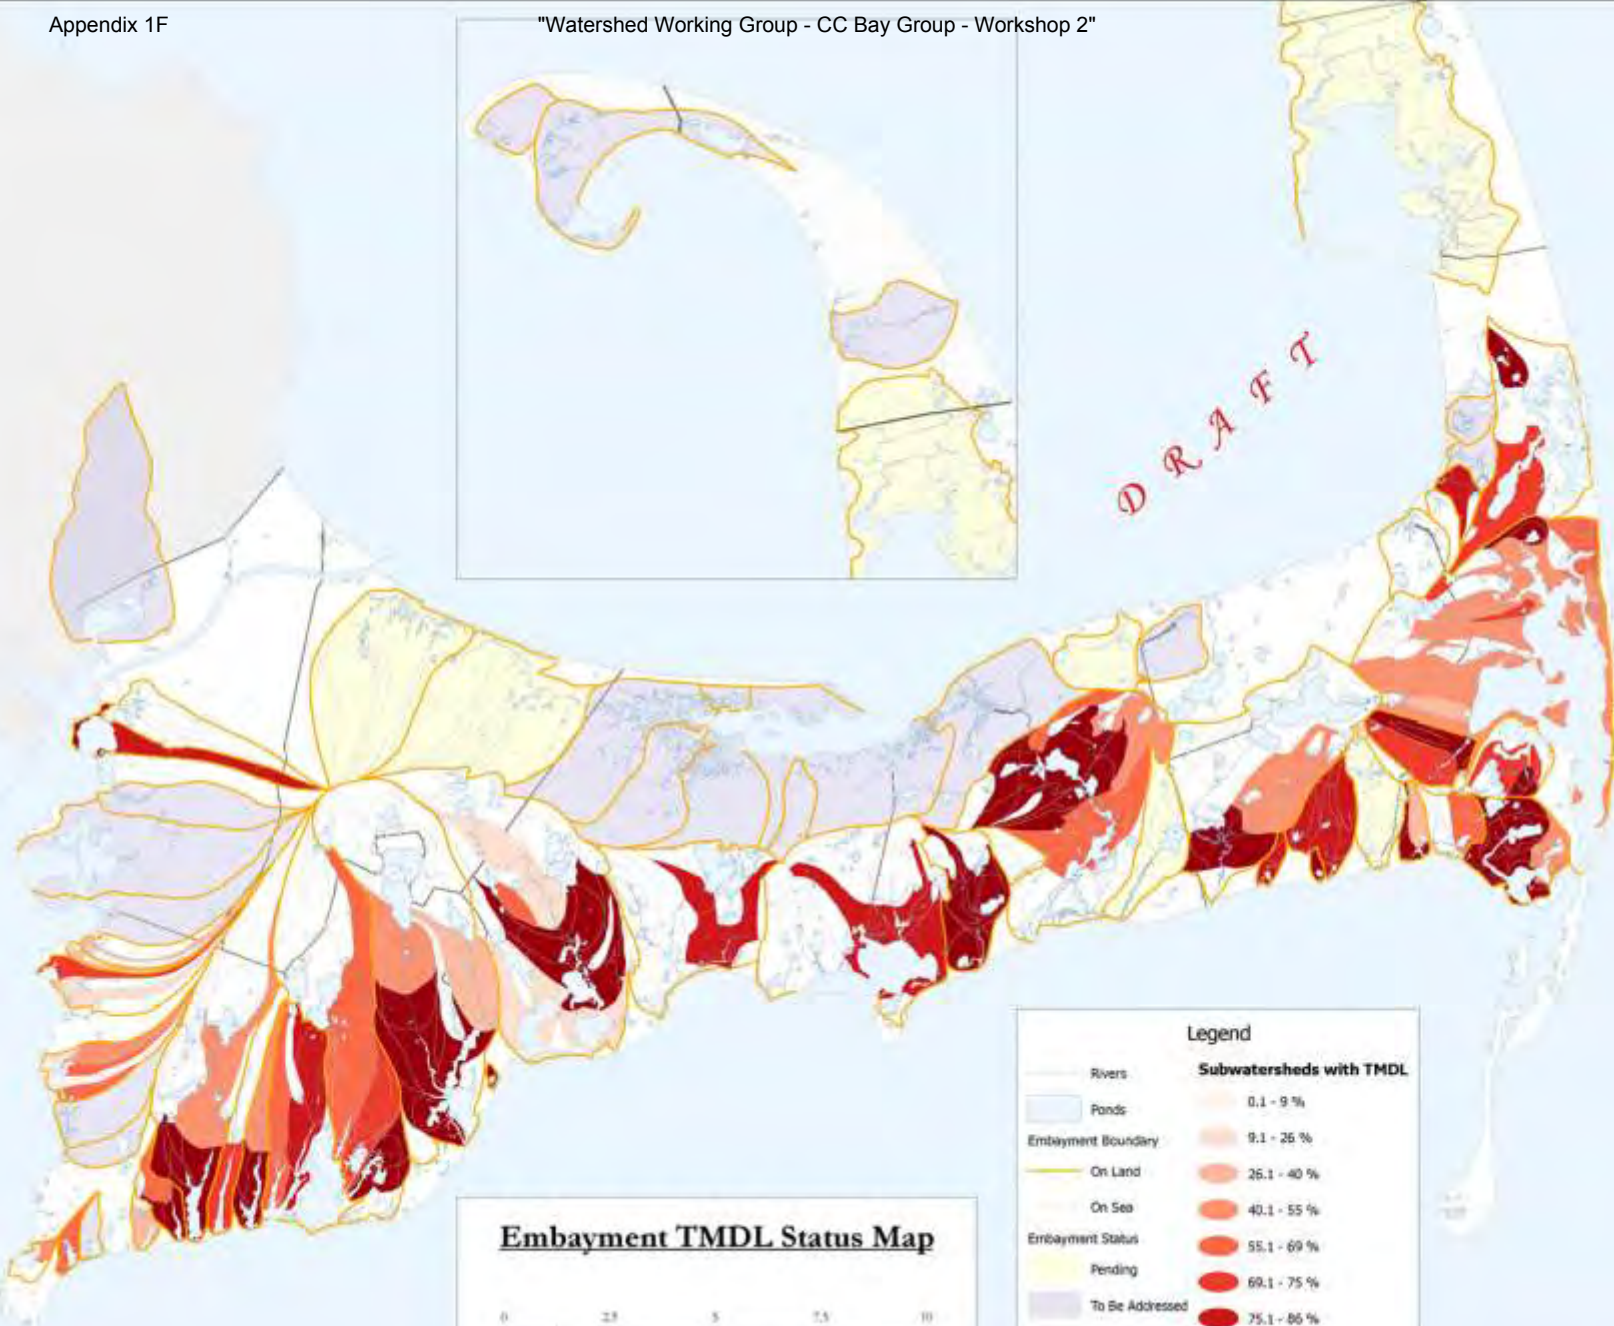 Appendix 1F
"Watershed Working Group - CC Bay Group - Workshop 2"
DRAFT
Legend
Rivers
Ponds
Embayment Boundary
On Land
On Sea
Embayment Status
Pending
To Be Addressed
Subwatersheds with TMDL
0.1 - 9 %
9.1 - 26 %
26.1 - 40 %
40.1 - 55 %
55.1 - 69 %
69.1 - 75 %
75.1 - 86 %
Embayment TMDL Status Map
0 2.5 5 7.5 10